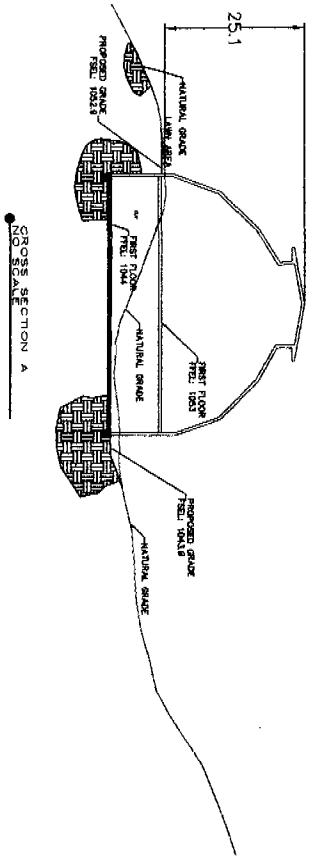 25.1
NATURAL GRADE
LAWN AREA
PROPOSED GRADE
FSEL: 1052.9
FIRST FLOOR
FFEL: 1053
FIRST FLOOR
FFEL: 1044
NATURAL GRADE
PROPOSED GRADE
FSEL: 1043.8
NATURAL GRADE
CROSS SECTION A
NO SCALE